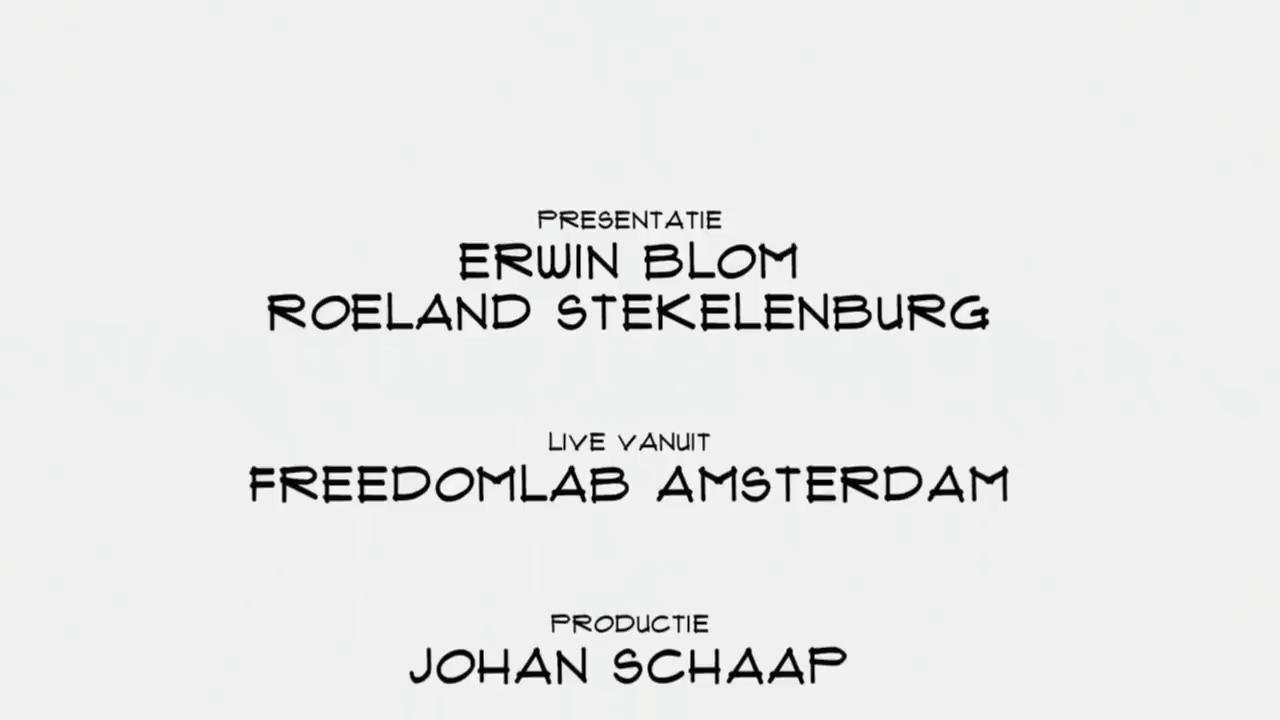 PRESENTATIE
ERWIN BLOM
ROELAND STEKELENBURG
LIVE VANUIT
FREEDOMLAB AMSTERDAM
PRODUCTIE
JOHAN SCHAAP